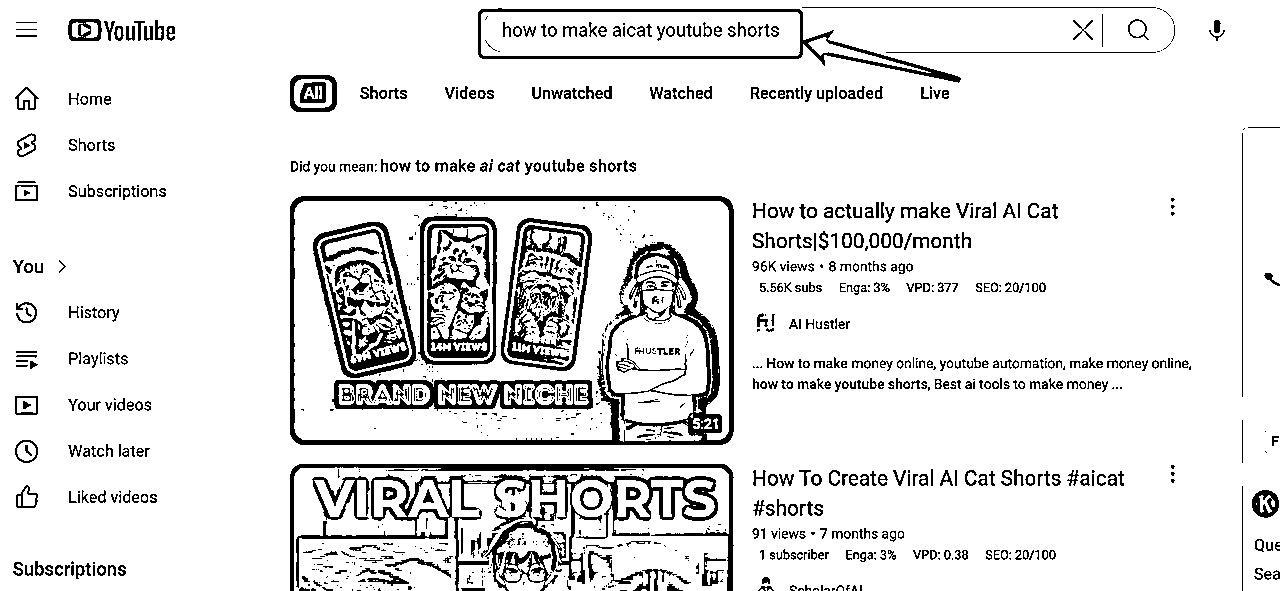 YouTube
how to make aicat youtube shorts
Home
Shorts
Subscriptions
You
History
Playlists
Your videos
Watch later
Liked videos
Subscriptions
All
Shorts
Videos
Unwatched
Watched
Recently uploaded
Live
Did you mean: how to make ai cat youtube shorts
14M VIEWS
11M VIEWS
BRAND NEW NICHE
AI
HUSTLER
5:21
How to actually make Viral AI Cat
Shorts|$100,000/month
96K views • 8 months ago
5.56K subs Enga: 3% VPD: 377 SEO: 20/100
AI Hustler
... How to make money online, youtube automation, make money online,
how to make youtube shorts, Best ai tools to make money ...
VIRAL SHORTS
How To Create Viral AI Cat Shorts #aicat
#shorts
91 views • 7 months ago
1 subscriber Enga: 3% VPD: 0.38 SEO: 20/100
ScholarOfAI
F
K
Que
Sea